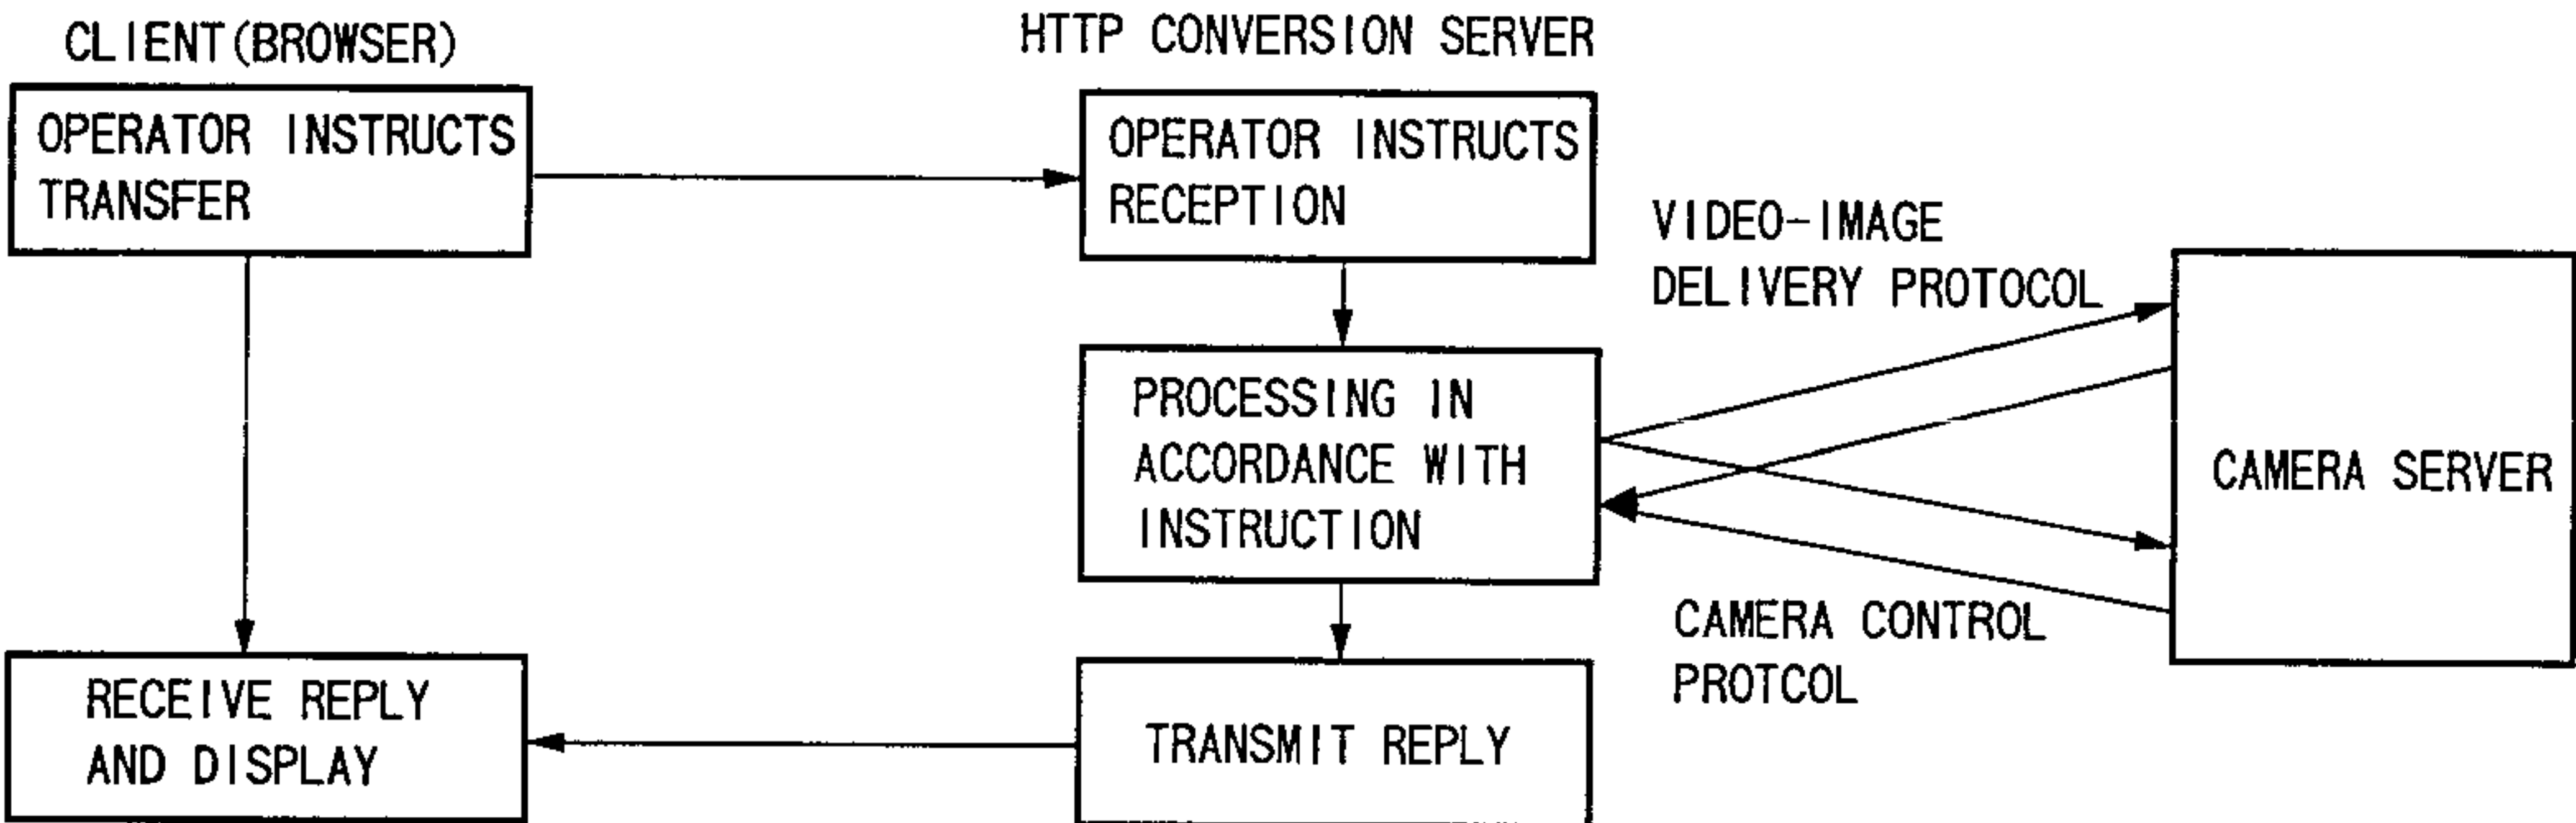 CLIENT(BROWSER)
HTTP CONVERSION SERVER
OPERATOR INSTRUCTS
TRANSFER
OPERATOR INSTRUCTS
RECEPTION
VIDEO-IMAGE
DELIVERY PROTOCOL
PROCESSING IN
ACCORDANCE WITH
INSTRUCTION
CAMERA SERVER
CAMERA CONTROL
PROTCOL
RECEIVE REPLY
AND DISPLAY
TRANSMIT REPLY